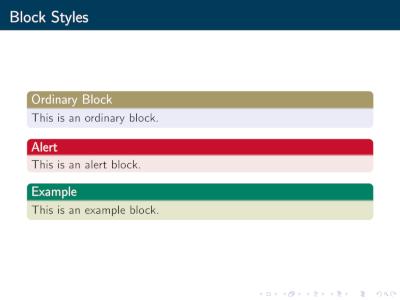 Block Styles
Ordinary Block
This is an ordinary block.
Alert
This is an alert block.
Example
This is an example block.